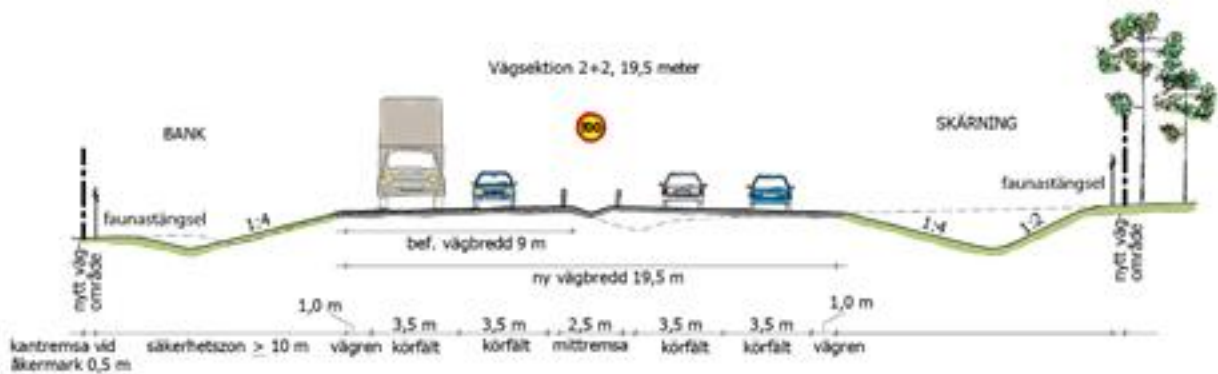 Vägsektion 2+2, 19,5 meter
100
BANK
SKÄRNING
faunastängsel
faunastängsel
1:4
1:4
1:2
bef. vägbredd 9 m
nytt väg
område
nytt väg
område
ny vägbredd 19,5 m
1,0 m
1,0 m
3,5 m 3,5 m 2,5 m 3,5 m 3,5 m
kantremsa vid säkerhetszon ≥ 10 m vägren körfält körfält mittremsa körfält körfält vägren
åkermark 0,5 m